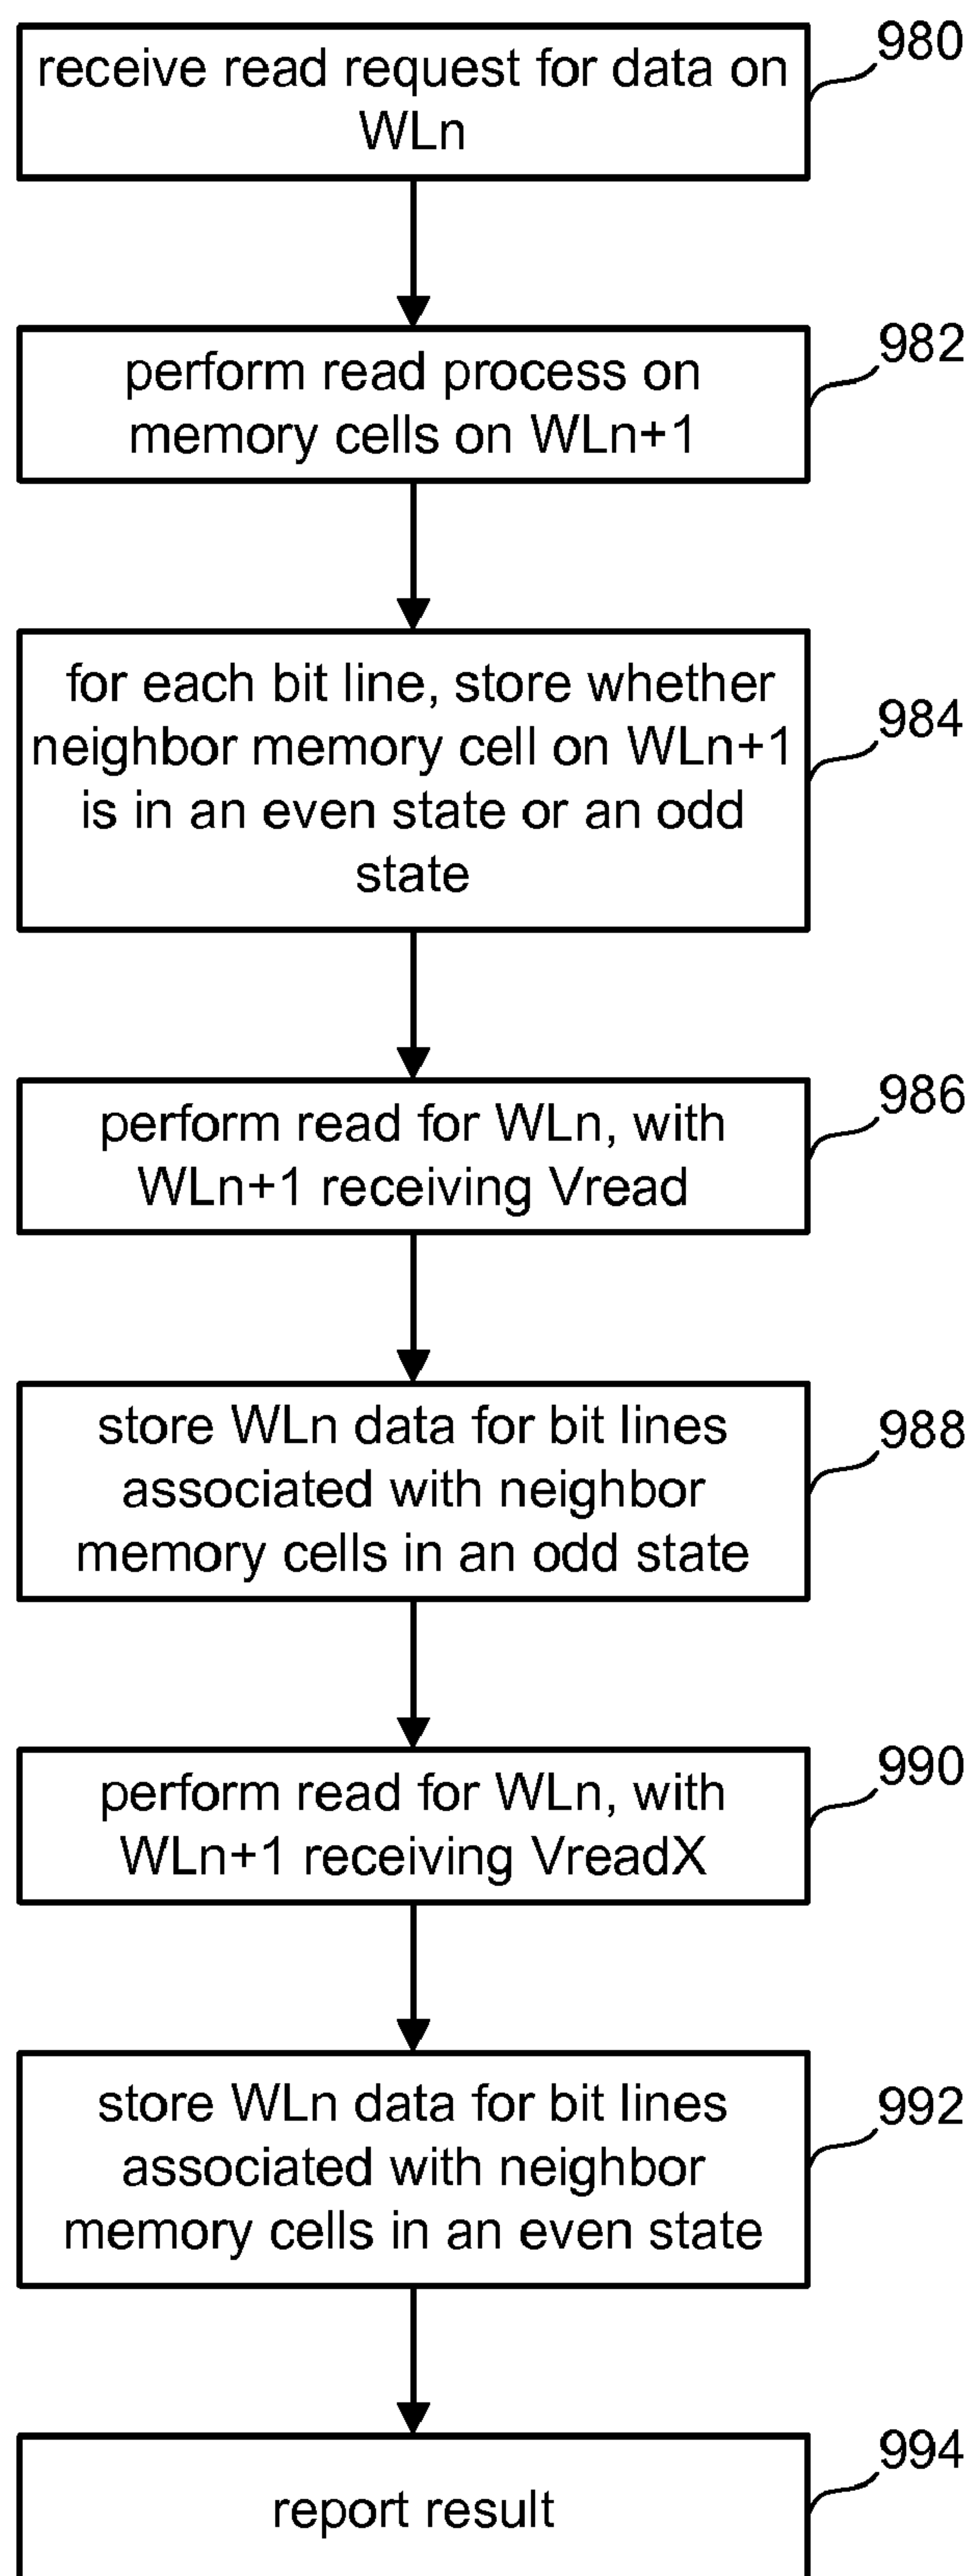 receive read request for data on
WLn
980
perform read process on
memory cells on WLn+1
982
for each bit line, store whether
neighbor memory cell on WLn+1
is in an even state or an odd
state
984
perform read for WLn, with
WLn+1 receiving Vread
986
store WLn data for bit lines
associated with neighbor
memory cells in an odd state
988
perform read for WLn, with
WLn+1 receiving VreadX
990
store WLn data for bit lines
associated with neighbor
memory cells in an even state
992
report result
994